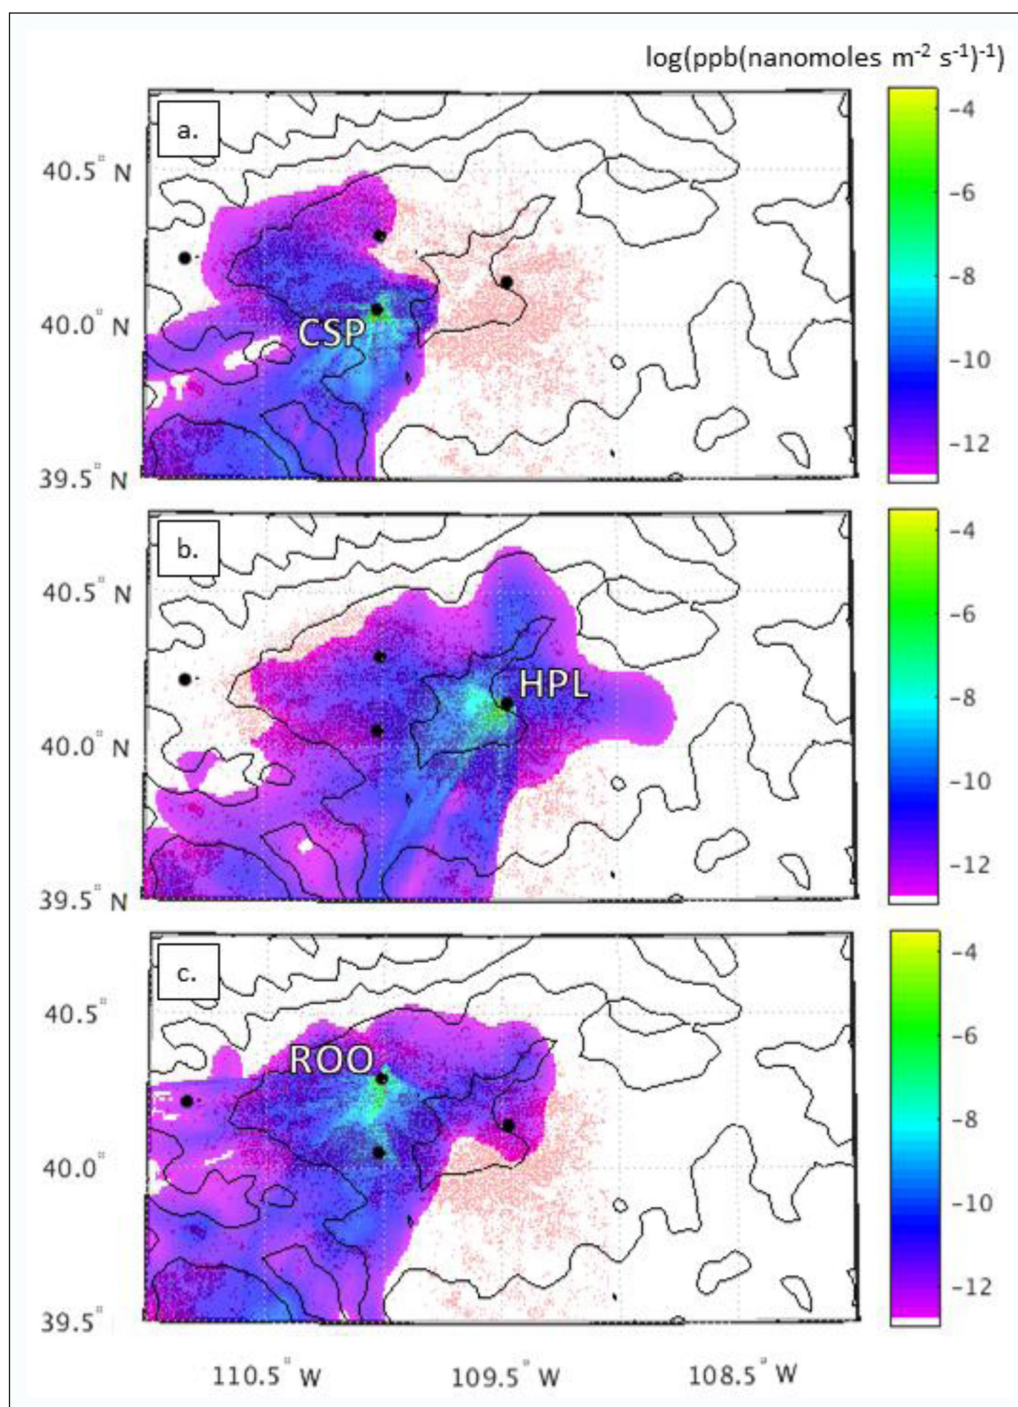 log(ppb(nanomoles m⁻² s⁻¹)⁻¹)
a.
40.5° N
40.0° N
39.5° N
CSP
−4
−6
−8
−10
−12
b.
40.5° N
40.0° N
39.5° N
HPL
−4
−6
−8
−10
−12
c.
40.5°
40.0°
39.5°
ROO
−4
−6
−8
−10
−12
110.5° W 109.5° W 108.5° W